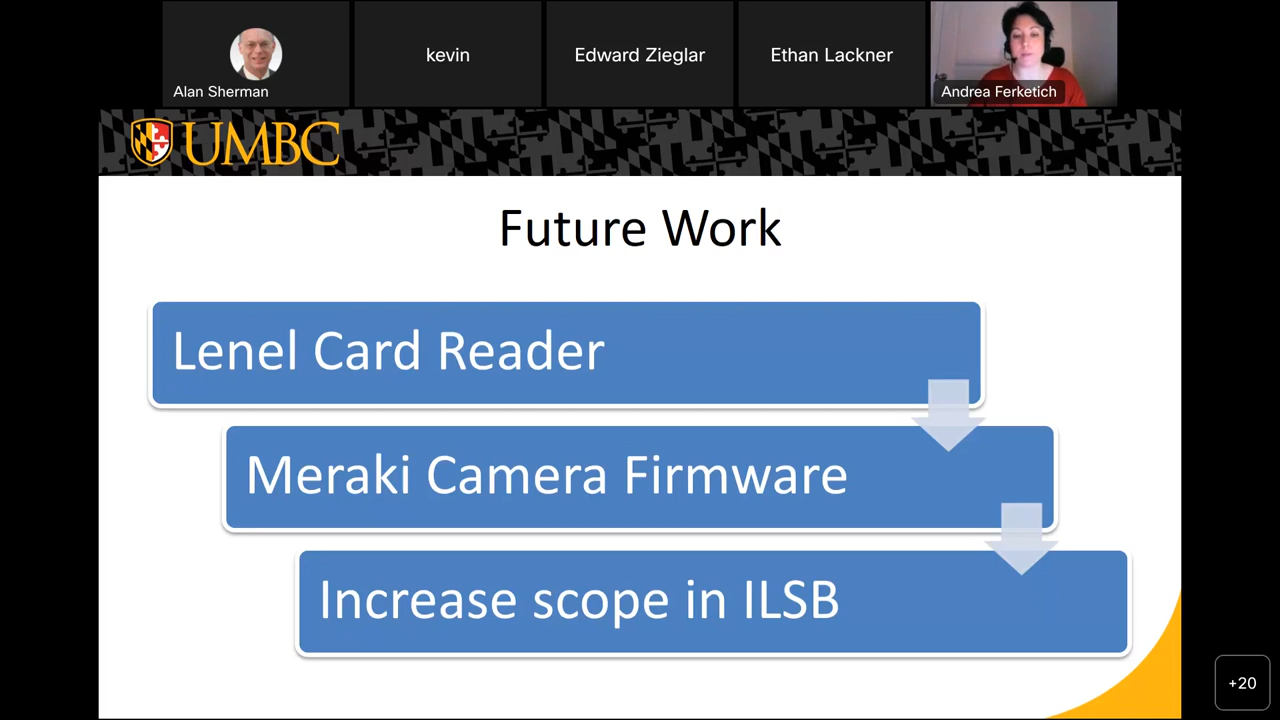 kevin
Edward Zieglar
Ethan Lackner
Alan Sherman
Andrea Ferketich
UMBC
Future Work
Lenel Card Reader
Meraki Camera Firmware
Increase scope in ILSB
+20